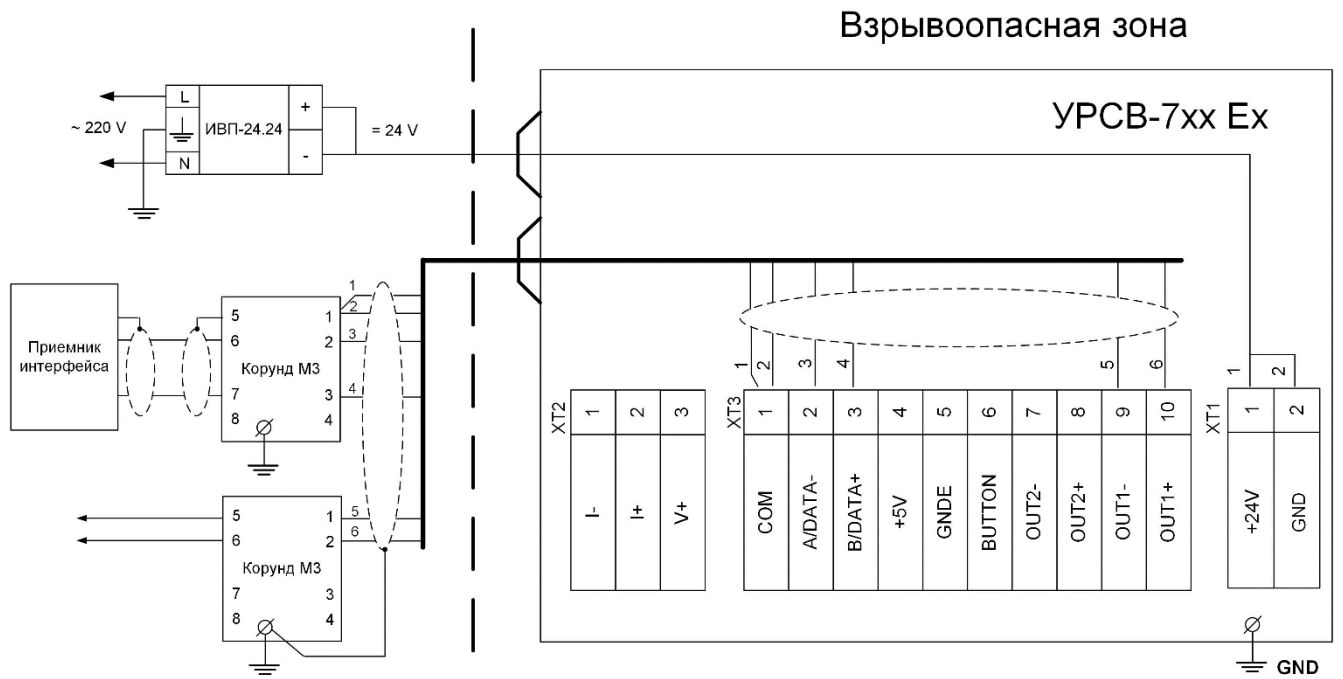 Взрывоопасная зона
УРСВ-7xx Ex
L
+
~ 220 V
ИВП-24.24
= 24 V
N
-
Приемник
интерфейса
5
6
7
8
Корунд М3
1
2
3
4
1
2
3
4
5
6
7
8
Корунд М3
1
2
3
4
5
6
XT2
1
2
3
I-
I+
V+
1
2
3
4
5
6
XT3
1
2
3
4
5
6
7
8
9
10
COM
A/DATA-
B/DATA+
+5V
GNDE
BUTTON
OUT2-
OUT2+
OUT1-
OUT1+
1
2
XT1
1
2
+24V
GND
GND